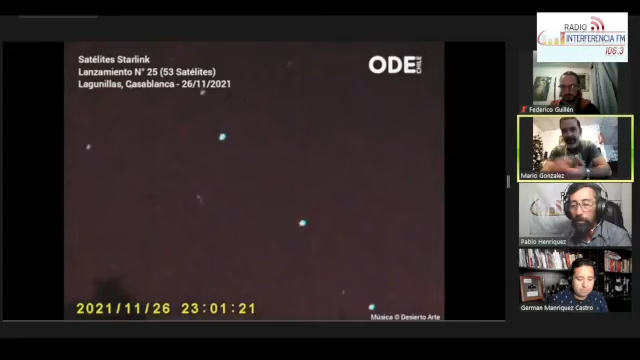 Satélites Starlink
Lanzamiento N° 25 (53 Satélites)
Lagunillas, Casablanca - 26/11/2021
ODE
CHILE
2021/11/26 23:01:21
Música © Desierto Arte
RADIO
INTERFERENCIA FM
106.3
Federico Guillén
Mario Gonzalez
Pablo Henriquez
German Manriquez Castro